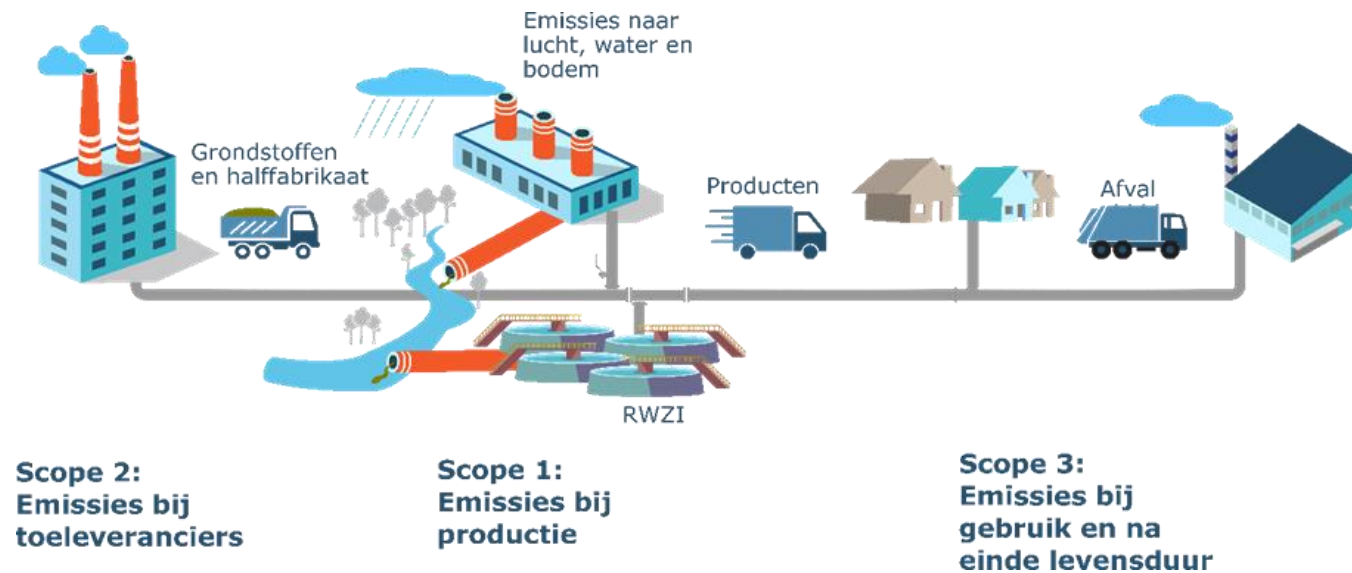 Emissies naar
lucht, water en
bodem
Grondstoffen
en halffabrikaat
Producten
Afval
RWZI
Scope 2:
Emissies bij
toeleveranciers
Scope 1:
Emissies bij
productie
Scope 3:
Emissies bij
gebruik en na
einde levensduur